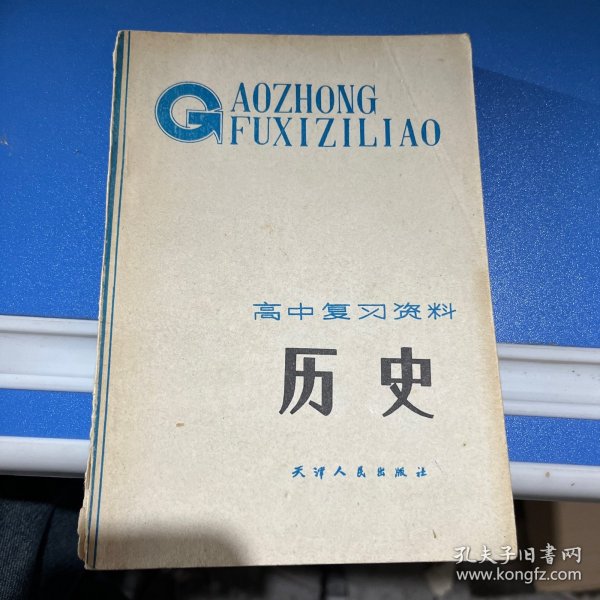 GAOZHONG
FUXIZILIAO
高中复习资料
历史
天津人民出版社
孔夫子旧书网
www.kongfz.com